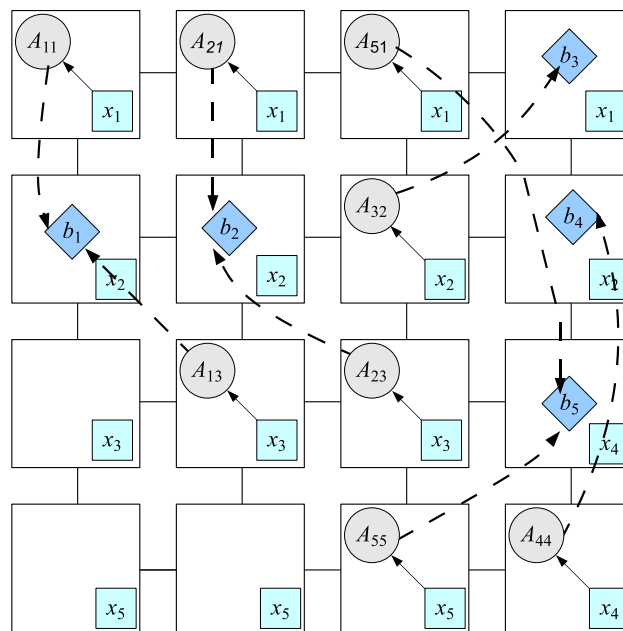 A₁₁ A₂₁ A₅₁ b₃
x₁ x₁ x₁ x₁
A₃₂
b₁ b₂ b₄
x₂ x₂ x₂ x₂
A₁₃ A₂₃ b₅
x₃ x₃ x₃ x₄
A₅₅ A₄₄
x₅ x₅ x₅ x₄